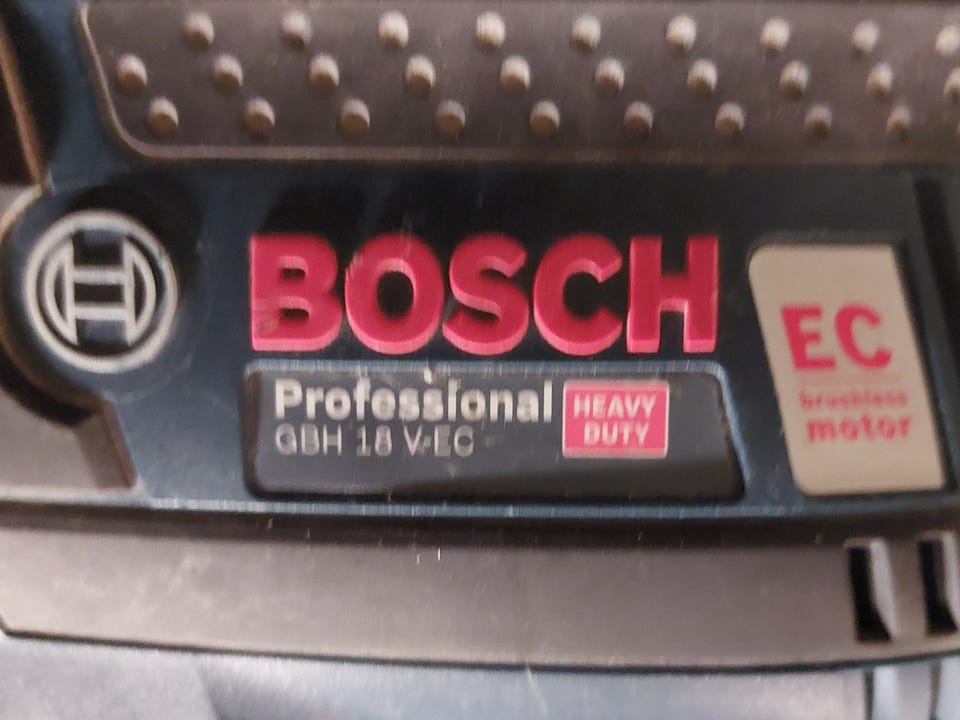 BOSCH
Professional
GBH 18 V-EC
HEAVY
DUTY
EC
brushless
motor